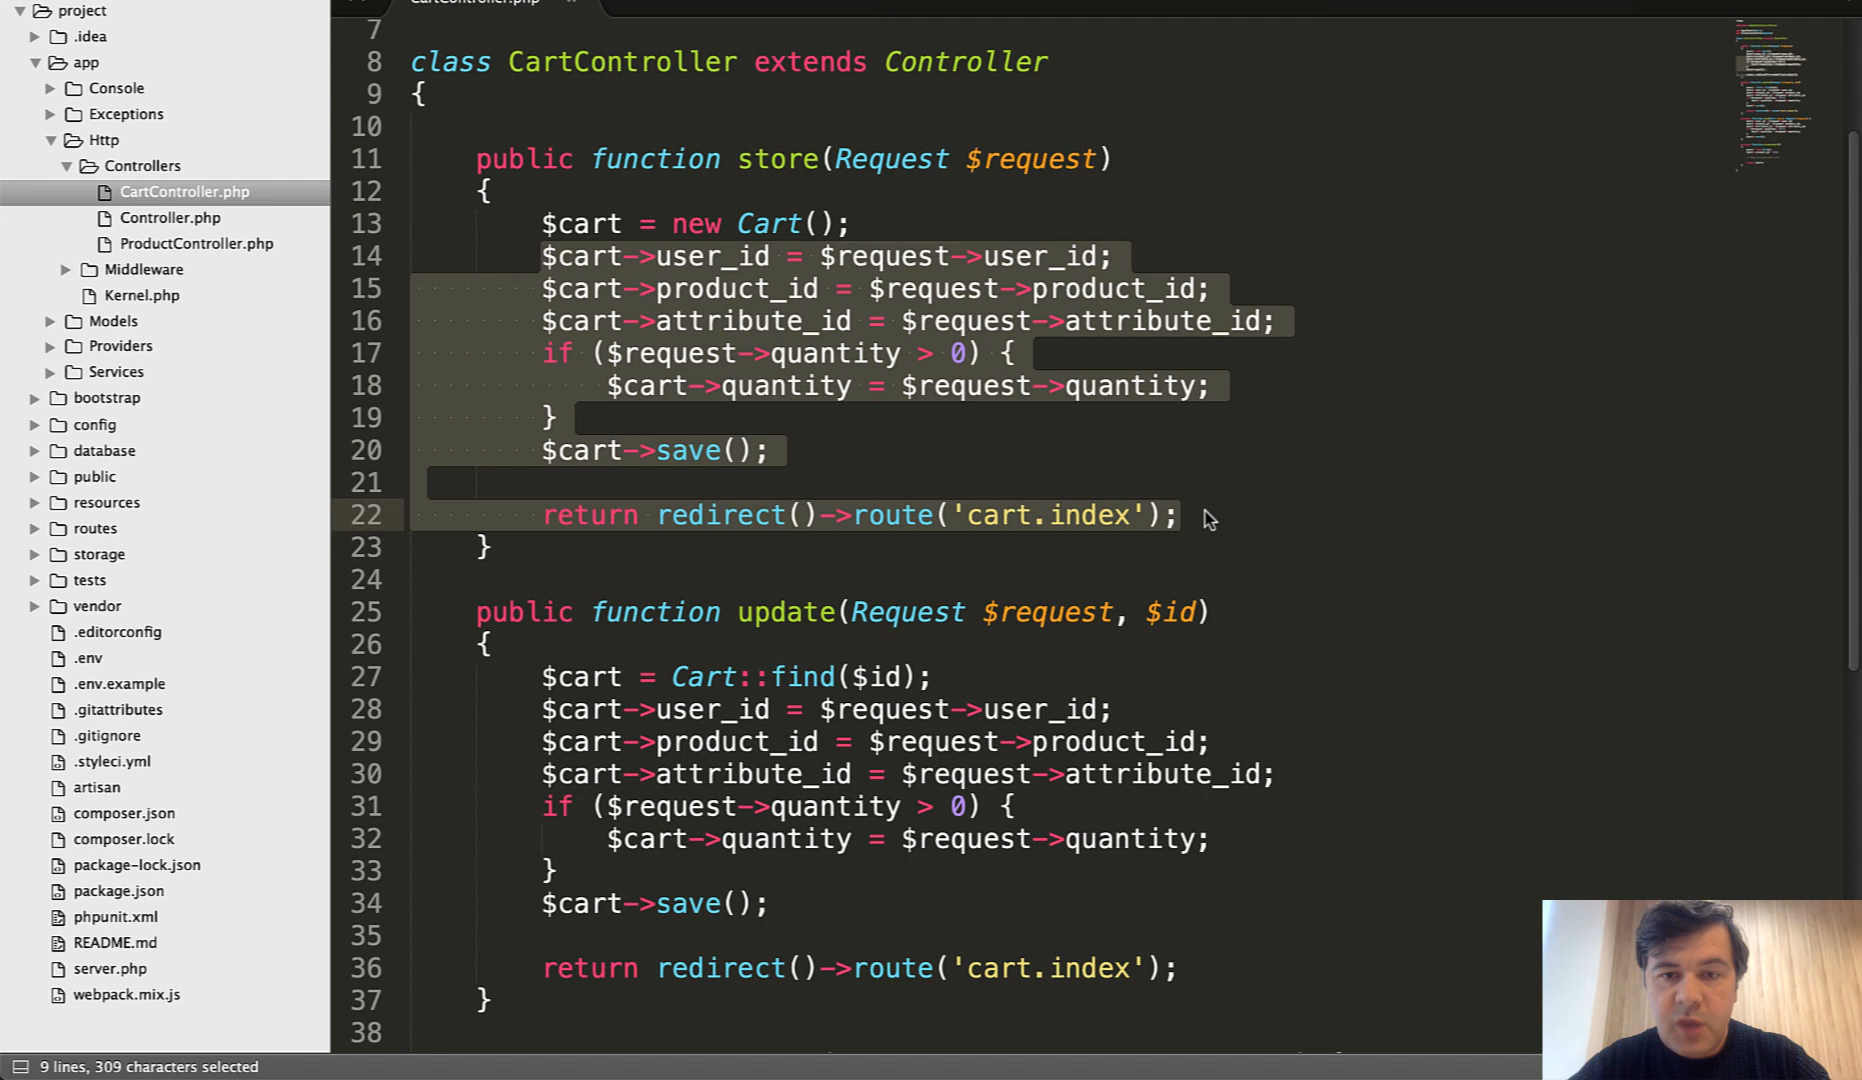 project
.idea
app
Console
Exceptions
Http
Controllers
CartController.php
Controller.php
ProductController.php
Middleware
Kernel.php
Models
Providers
Services
bootstrap
config
database
public
resources
routes
storage
tests
vendor
.editorconfig
.env
.env.example
.gitattributes
.gitignore
.styleci.yml
artisan
composer.json
composer.lock
package-lock.json
package.json
phpunit.xml
README.md
server.php
webpack.mix.js
CartController.php
7
8 class CartController extends Controller
9 {
10
11 public function store(Request $request)
12 {
13 $cart = new Cart();
14 $cart->user_id = $request->user_id;
15 $cart->product_id = $request->product_id;
16 $cart->attribute_id = $request->attribute_id;
17 if ($request->quantity > 0) {
18 $cart->quantity = $request->quantity;
19 }
20 $cart->save();
21
22 return redirect()->route('cart.index');
23 }
24
25 public function update(Request $request, $id)
26 {
27 $cart = Cart::find($id);
28 $cart->user_id = $request->user_id;
29 $cart->product_id = $request->product_id;
30 $cart->attribute_id = $request->attribute_id;
31 if ($request->quantity > 0) {
32 $cart->quantity = $request->quantity;
33 }
34 $cart->save();
35
36 return redirect()->route('cart.index');
37 }
38
9 lines, 309 characters selected